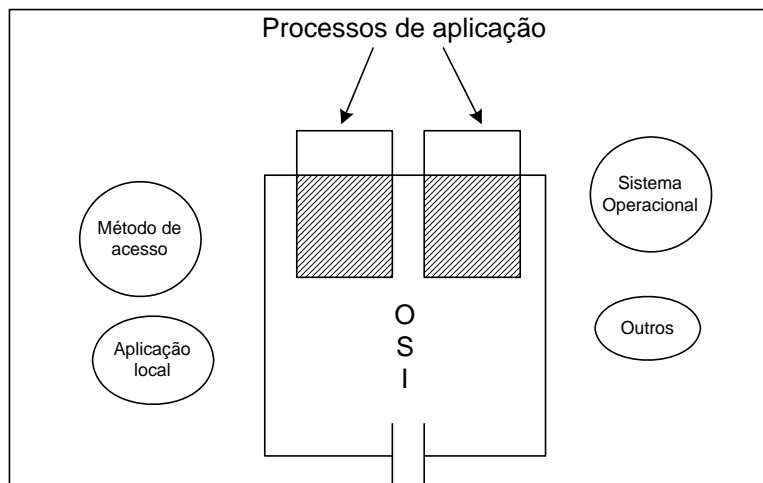 Processos de aplicação
Sistema
Operacional
Método de
acesso
O
S
I
Outros
Aplicação
local